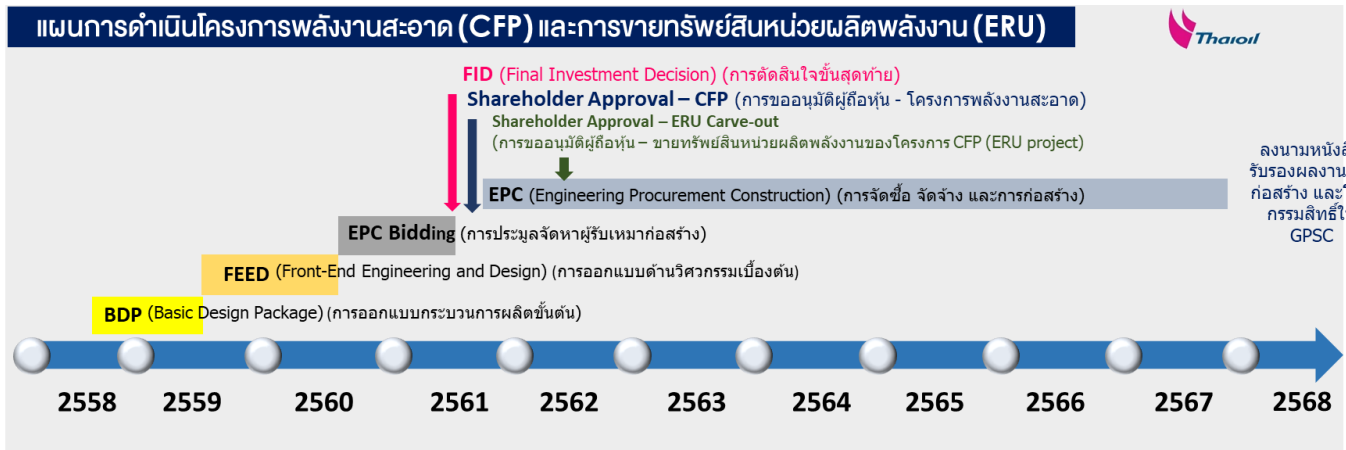 แผนการดำเนินโครงการพลังงานสะอาด (CFP) และการขายทรัพย์สินหน่วยผลิตพลังงาน (ERU)
Thaioil
FID (Final Investment Decision) (การตัดสินใจขั้นสุดท้าย)
Shareholder Approval – CFP (การขออนุมัติผู้ถือหุ้น - โครงการพลังงานสะอาด)
Shareholder Approval – ERU Carve-out
(การขออนุมัติผู้ถือหุ้น – ขายทรัพย์สินหน่วยผลิตพลังงานของโครงการ CFP (ERU project)
EPC (Engineering Procurement Construction) (การจัดซื้อ จัดจ้าง และการก่อสร้าง)
ลงนามหนังสื
รับรองผลงาน
ก่อสร้าง และ
กรรมสิทธิ์
GPSC
EPC Bidding (การประมูลจัดหาผู้รับเหมาก่อสร้าง)
FEED (Front-End Engineering and Design) (การออกแบบด้านวิศวกรรมเบื้องต้น)
BDP (Basic Design Package) (การออกแบบกระบวนการผลิตขั้นต้น)
2558 2559 2560 2561 2562 2563 2564 2565 2566 2567 2568